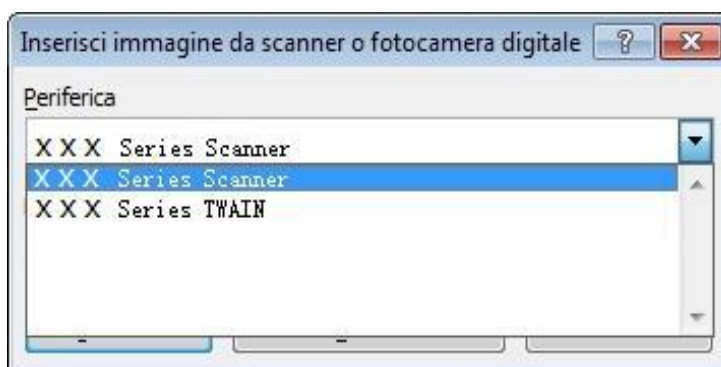 Inserisci immagine da scanner o fotocamera digitale
Periferica
X X X Series Scanner
X X X Series Scanner
X X X Series TWAIN